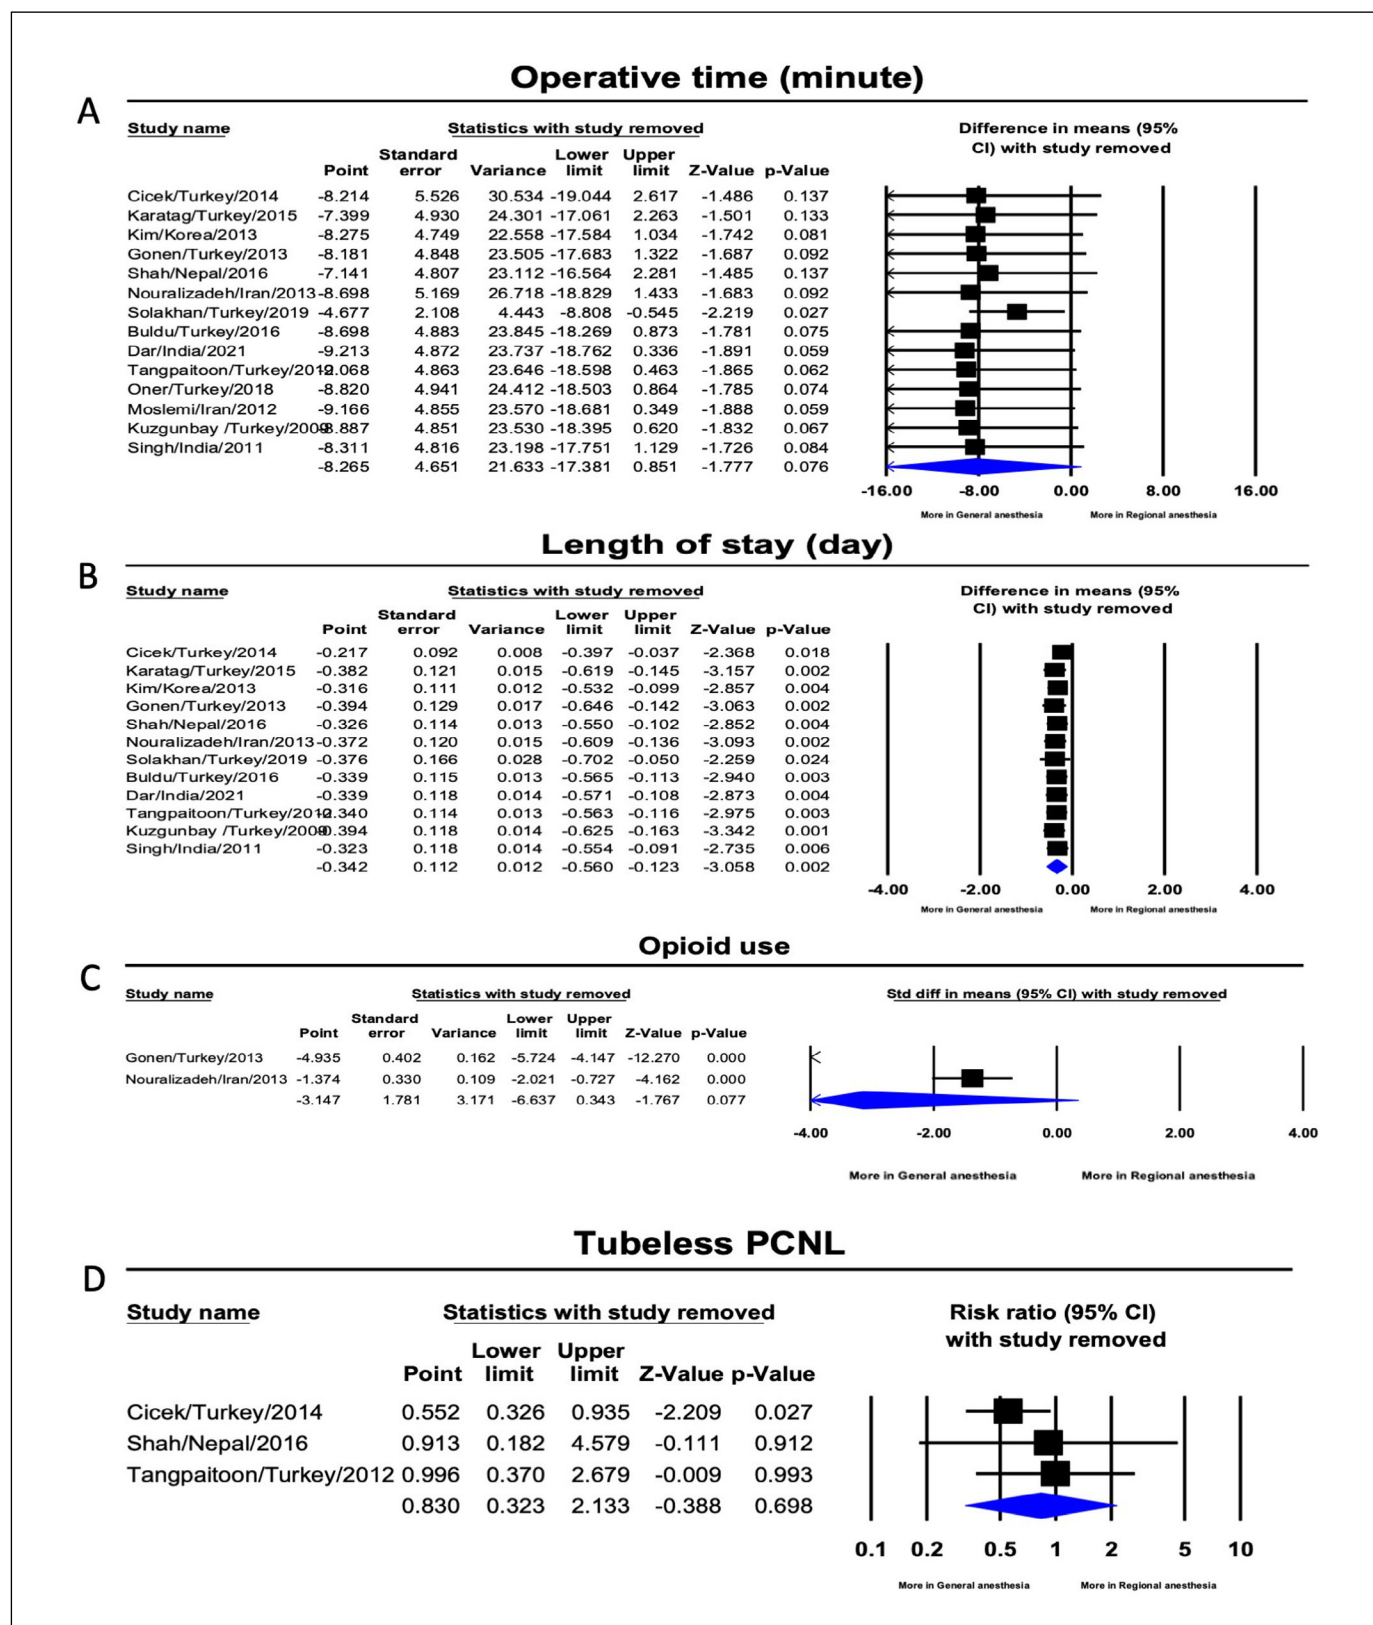 Operative time (minute)
A
Study name Statistics with study removed Difference in means (95% CI) with study removed
Point Standard error Variance Lower limit Upper limit Z-Value p-Value
Cicek/Turkey/2014 -8.214 5.526 30.534 -19.044 2.617 -1.486 0.137
Karatag/Turkey/2015 -7.399 4.930 24.301 -17.061 2.263 -1.501 0.133
Kim/Korea/2013 -8.275 4.749 22.558 -17.584 1.034 -1.742 0.081
Gonen/Turkey/2013 -8.181 4.848 23.505 -17.683 1.322 -1.687 0.092
Shah/Nepal/2016 -7.141 4.807 23.112 -16.564 2.281 -1.485 0.137
Nouralizadeh/Iran/2013 -8.698 5.169 26.718 -18.829 1.433 -1.683 0.092
Solakhan/Turkey/2019 -4.677 2.108 4.443 -8.808 -0.545 -2.219 0.027
Buldu/Turkey/2016 -8.698 4.883 23.845 -18.269 0.873 -1.781 0.075
Dar/India/2021 -9.213 4.872 23.737 -18.762 0.336 -1.891 0.059
Tangpaitoon/Turkey/2012 -9.068 4.863 23.646 -18.598 0.463 -1.865 0.062
Oner/Turkey/2018 -8.820 4.941 24.412 -18.503 0.864 -1.785 0.074
Moslemi/Iran/2012 -9.166 4.855 23.570 -18.681 0.349 -1.888 0.059
Kuzgunbay /Turkey/2009 -8.887 4.851 23.530 -18.395 0.620 -1.832 0.067
Singh/India/2011 -8.311 4.816 23.198 -17.751 1.129 -1.726 0.084
-8.265 4.651 21.633 -17.381 0.851 -1.777 0.076
-16.00 -8.00 0.00 8.00 16.00
More in General anesthesia More in Regional anesthesia
Length of stay (day)
B
Study name Statistics with study removed Difference in means (95% CI) with study removed
Point Standard error Variance Lower limit Upper limit Z-Value p-Value
Cicek/Turkey/2014 -0.217 0.092 0.008 -0.397 -0.037 -2.368 0.018
Karatag/Turkey/2015 -0.382 0.121 0.015 -0.619 -0.145 -3.157 0.002
Kim/Korea/2013 -0.316 0.111 0.012 -0.532 -0.099 -2.857 0.004
Gonen/Turkey/2013 -0.394 0.129 0.017 -0.646 -0.142 -3.063 0.002
Shah/Nepal/2016 -0.326 0.114 0.013 -0.550 -0.102 -2.852 0.004
Nouralizadeh/Iran/2013 -0.372 0.120 0.015 -0.609 -0.136 -3.093 0.002
Solakhan/Turkey/2019 -0.376 0.166 0.028 -0.702 -0.050 -2.259 0.024
Buldu/Turkey/2016 -0.339 0.115 0.013 -0.565 -0.113 -2.940 0.003
Dar/India/2021 -0.339 0.118 0.014 -0.571 -0.108 -2.873 0.004
Tangpaitoon/Turkey/2012 -0.340 0.114 0.013 -0.563 -0.116 -2.975 0.003
Kuzgunbay /Turkey/2009 -0.394 0.118 0.014 -0.625 -0.163 -3.342 0.001
Singh/India/2011 -0.323 0.118 0.014 -0.554 -0.091 -2.735 0.006
-0.342 0.112 0.012 -0.560 -0.123 -3.058 0.002
-4.00 -2.00 0.00 2.00 4.00
More in General anesthesia More in Regional anesthesia
Opioid use
C
Study name Statistics with study removed Std diff in means (95% CI) with study removed
Point Standard error Variance Lower limit Upper limit Z-Value p-Value
Gonen/Turkey/2013 -4.935 0.402 0.162 -5.724 -4.147 -12.270 0.000
Nouralizadeh/Iran/2013 -1.374 0.330 0.109 -2.021 -0.727 -4.162 0.000
-3.147 1.781 3.171 -6.637 0.343 -1.767 0.077
-4.00 -2.00 0.00 2.00 4.00
More in General anesthesia More in Regional anesthesia
Tubeless PCNL
D
Study name Statistics with study removed Risk ratio (95% CI) with study removed
Point Lower limit Upper limit Z-Value p-Value
Cicek/Turkey/2014 0.552 0.326 0.935 -2.209 0.027
Shah/Nepal/2016 0.913 0.182 4.579 -0.111 0.912
Tangpaitoon/Turkey/2012 0.996 0.370 2.679 -0.009 0.993
0.830 0.323 2.133 -0.388 0.698
0.1 0.2 0.5 1 2 5 10
More in General anesthesia More in Regional anesthesia